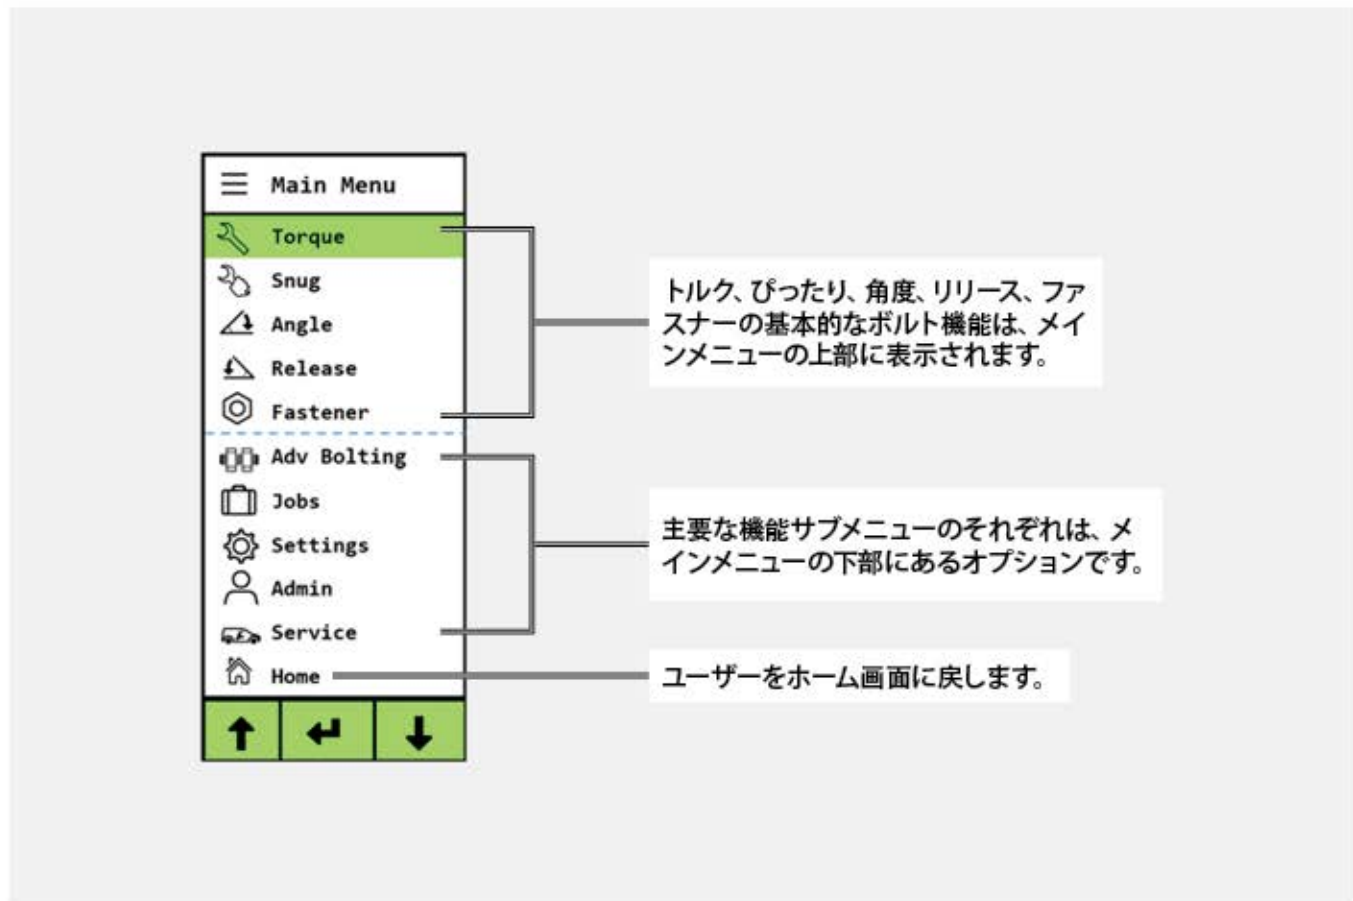 Main Menu
Torque
Snug
Angle
Release
Fastener
Adv Bolting
Jobs
Settings
Admin
Service
Home
トルク、ぴったり、角度、リリース、ファ
スナーの基本的なボルト機能は、メイ
ンメニューの上部に表示されます。
主要な機能サブメニューのそれぞれは、メ
インメニューの下部にあるオプションです。
ユーザーをホーム画面に戻します。